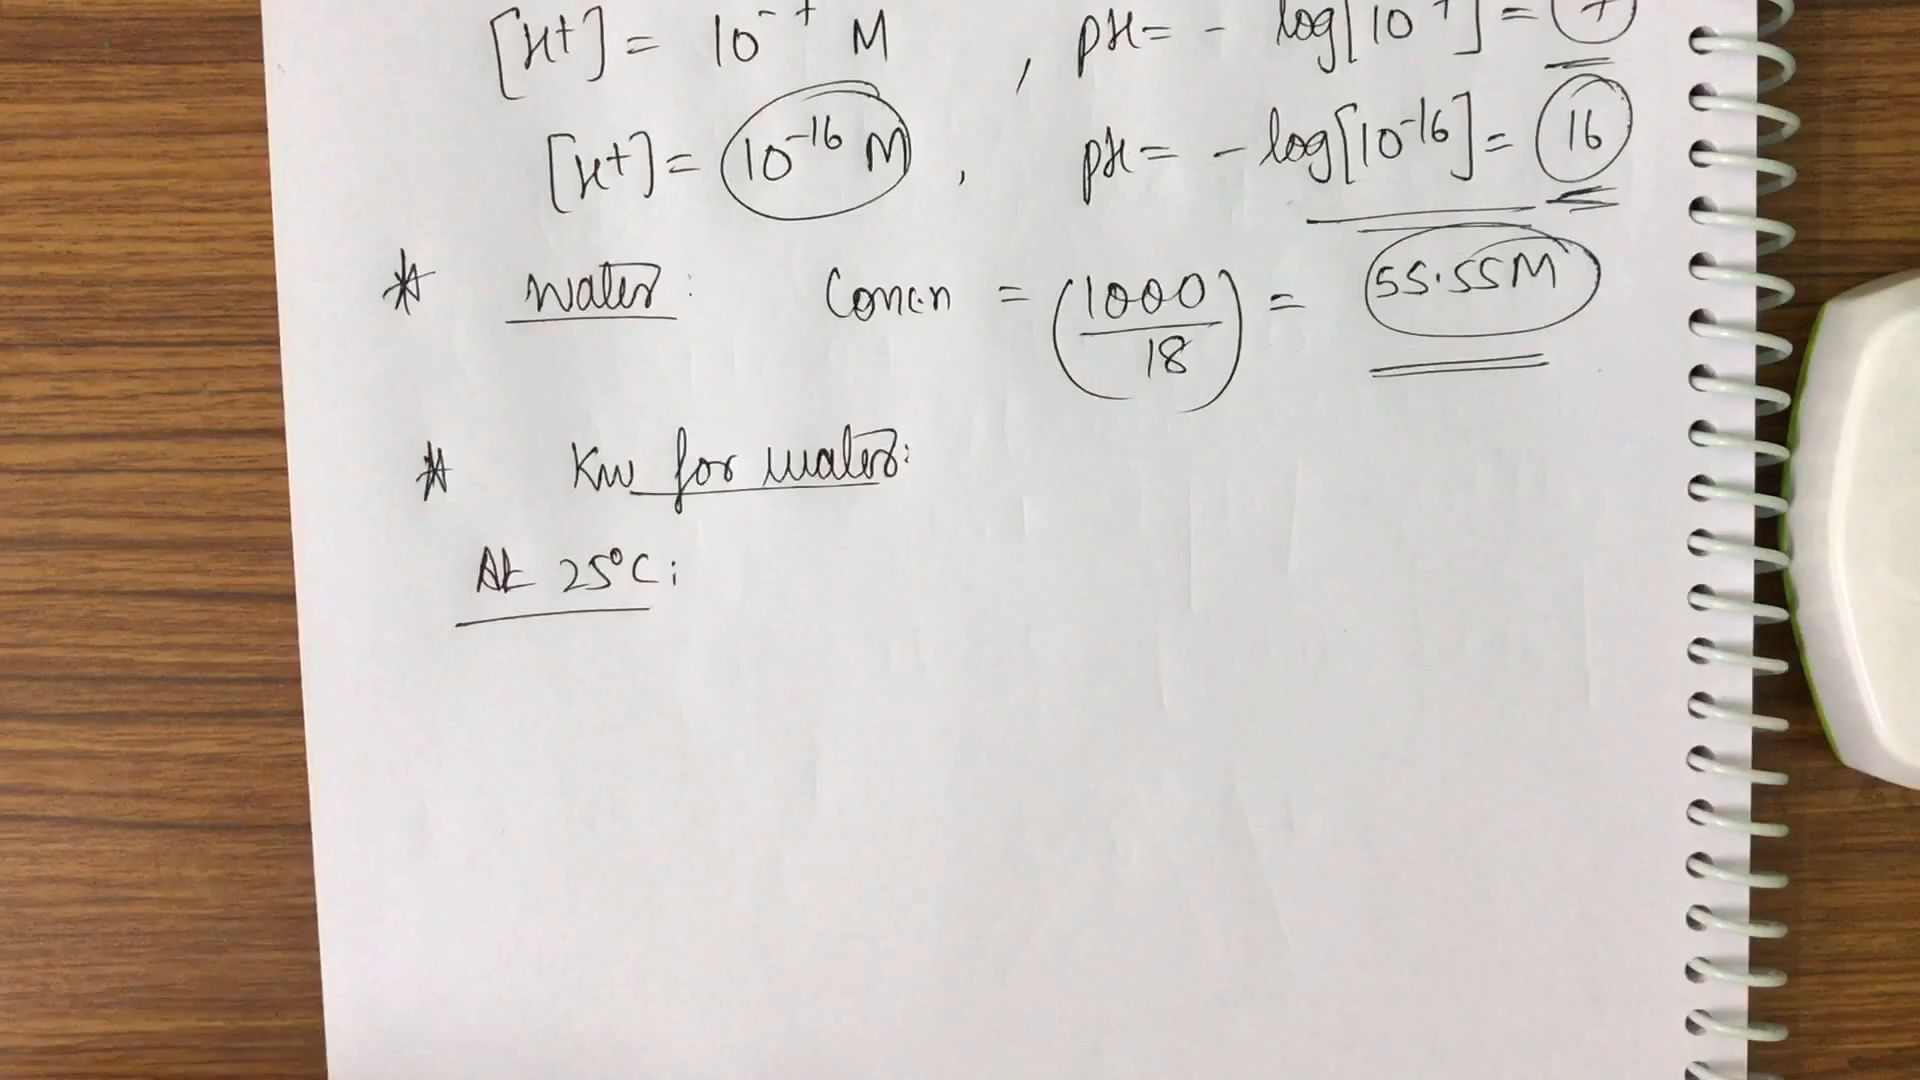 [H+] = 10⁻⁷ M , pH = - log[10⁻⁷] = 7
[H+] = 10⁻¹⁶ M , pH = - log[10⁻¹⁶] = 16
* water: Concn = (1000/18) = 55.55M
* Kw for water:
At 25°C: